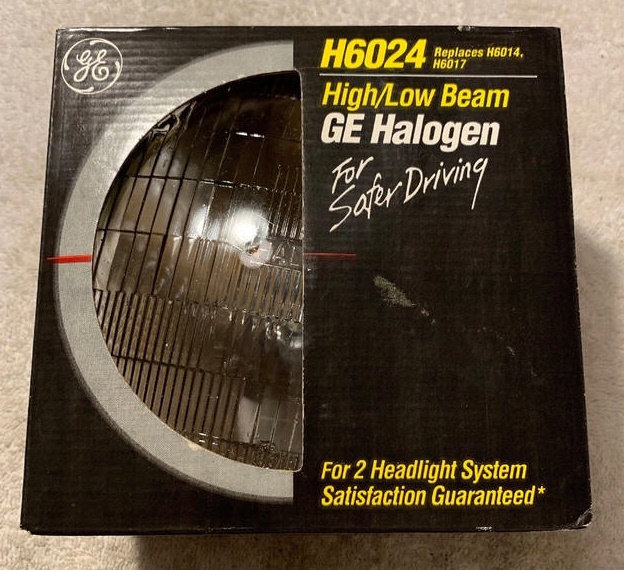 GE
H6024 Replaces H6014,
H6017
High/Low Beam
GE Halogen
For
Safer Driving
For 2 Headlight System
Satisfaction Guaranteed*